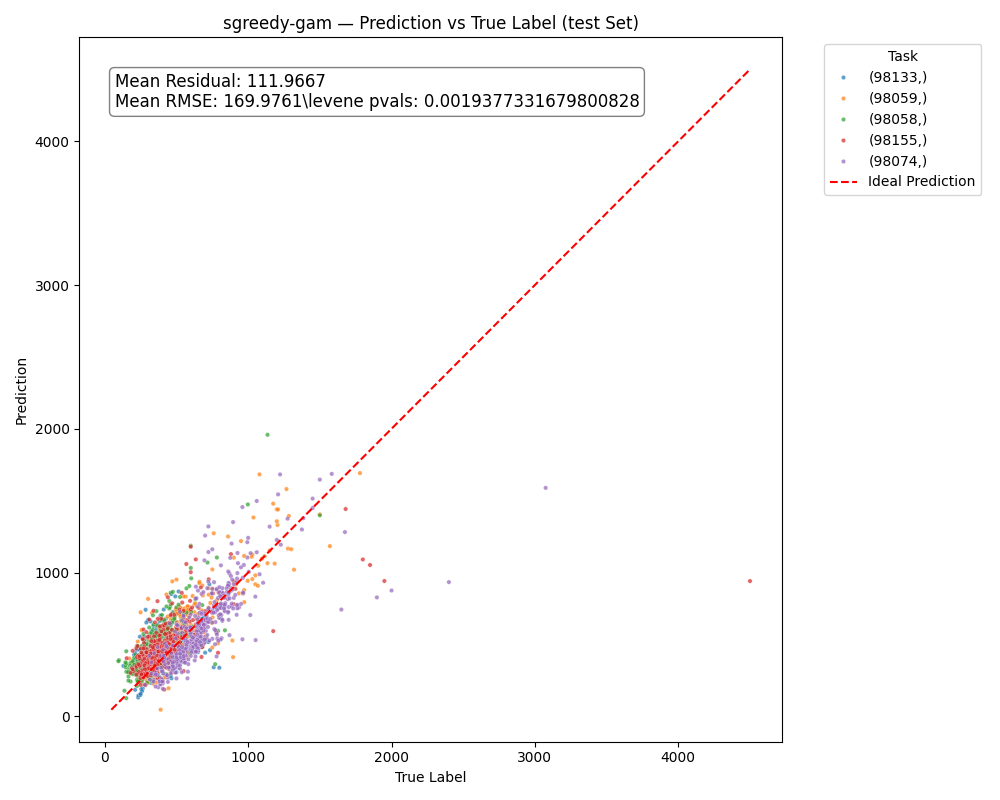 sgreedy-gam — Prediction vs True Label (test Set)
Mean Residual: 111.9667
Mean RMSE: 169.9761\levene pvals: 0.0019377331679800828
Task
(98133,)
(98059,)
(98058,)
(98155,)
(98074,)
Ideal Prediction
4000
3000
2000
1000
0
Prediction
0 1000 2000 3000 4000
True Label